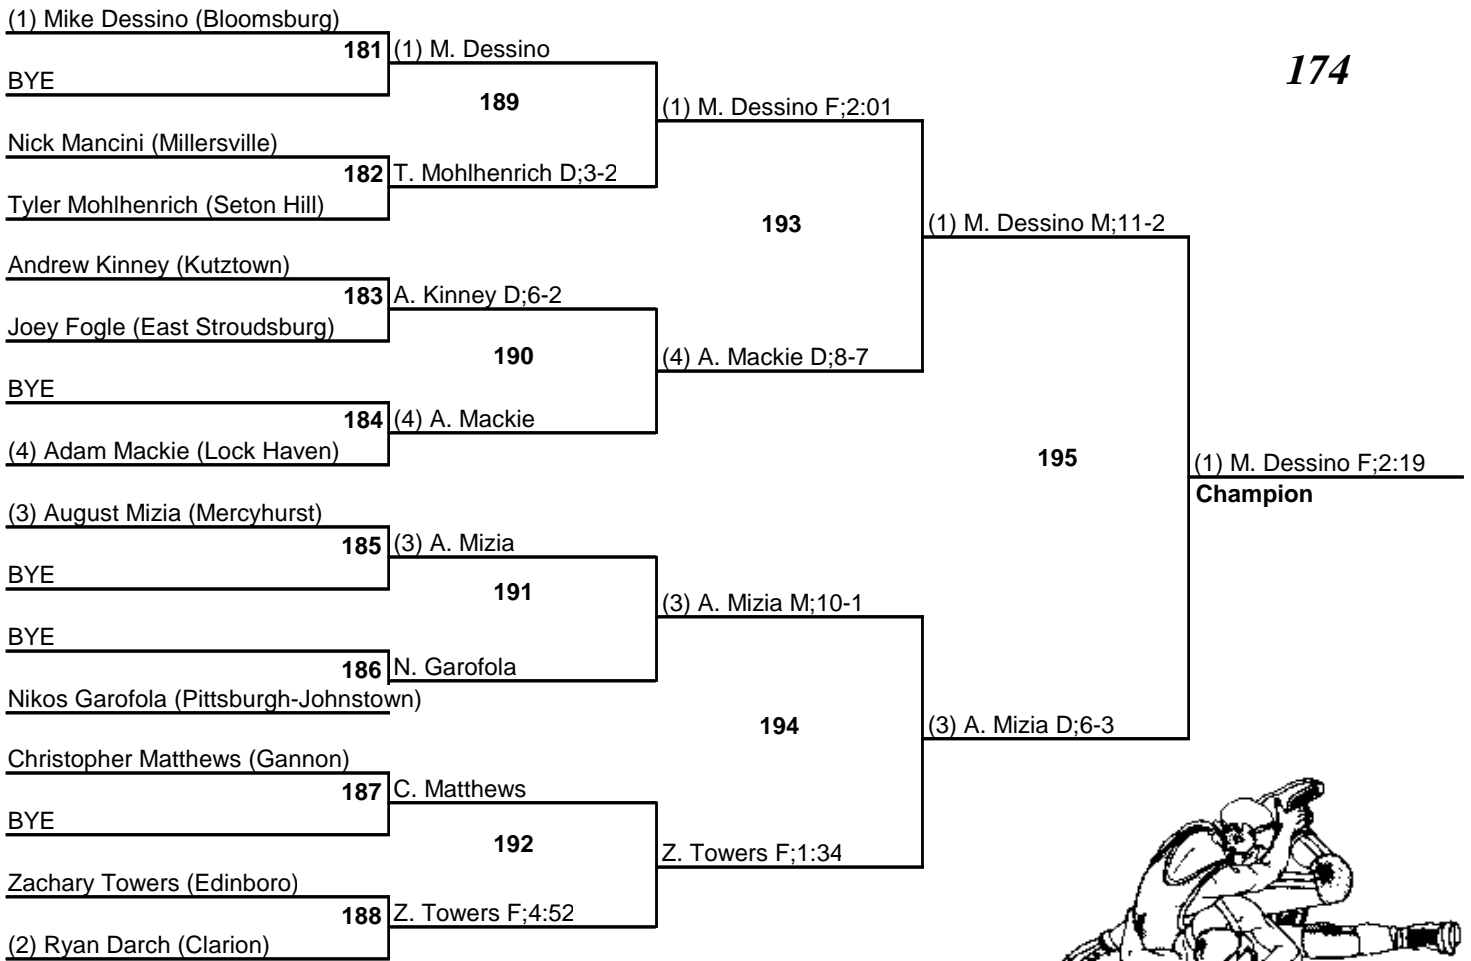 (1) Mike Dessino (Bloomsburg)
181
(1) M. Dessino
BYE
174
189
(1) M. Dessino F;2:01
Nick Mancini (Millersville)
182
T. Mohlhenrich D;3-2
Tyler Mohlhenrich (Seton Hill)
193
(1) M. Dessino M;11-2
Andrew Kinney (Kutztown)
183
A. Kinney D;6-2
Joey Fogle (East Stroudsburg)
190
(4) A. Mackie D;8-7
BYE
184
(4) A. Mackie
(4) Adam Mackie (Lock Haven)
195
(1) M. Dessino F;2:19
Champion
(3) August Mizia (Mercyhurst)
185
(3) A. Mizia
BYE
191
(3) A. Mizia M;10-1
BYE
186
N. Garofola
Nikos Garofola (Pittsburgh-Johnstown)
194
(3) A. Mizia D;6-3
Christopher Matthews (Gannon)
187
C. Matthews
BYE
192
Z. Towers F;1:34
Zachary Towers (Edinboro)
188
Z. Towers F;4:52
(2) Ryan Darch (Clarion)